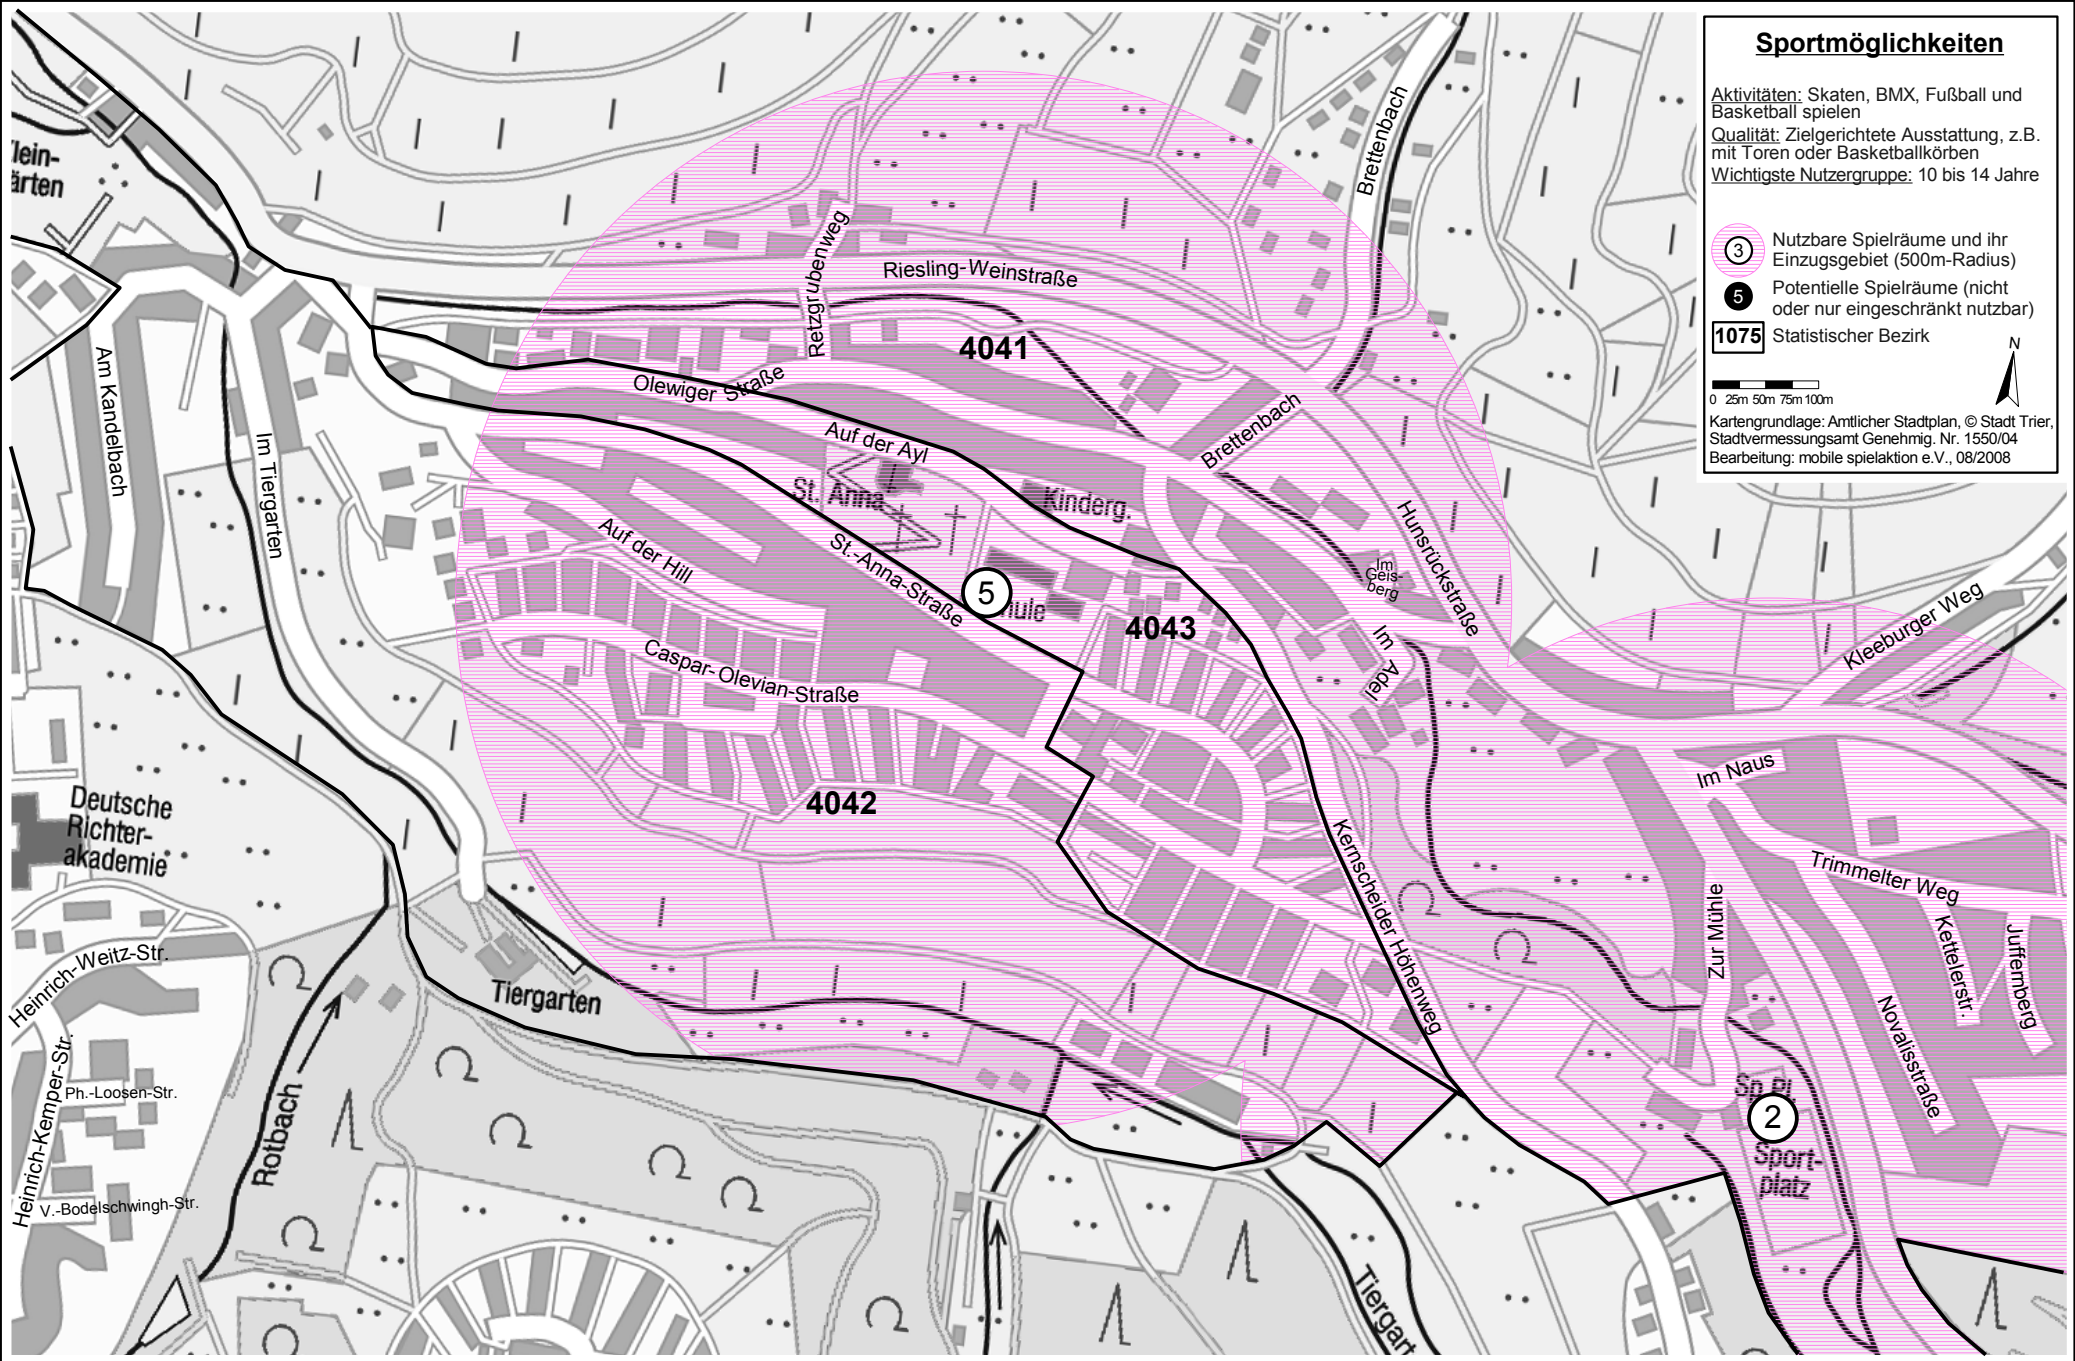 Sportmöglichkeiten
Aktivitäten: Skaten, BMX, Fußball und
Basketball spielen
Qualität: Zielgerichtete Ausstattung, z.B.
mit Toren oder Basketballkörben
Wichtigste Nutzergruppe: 10 bis 14 Jahre
3
Nutzbare Spielräume und ihr
Einzugsgebiet (500m-Radius)
5
Potentielle Spielräume (nicht
oder nur eingeschränkt nutzbar)
1075
Statistischer Bezirk
N
0 25m 50m 75m 100m
Kartengrundlage: Amtlicher Stadtplan, © Stadt Trier,
Stadtvermessungsamt Genehmig. Nr. 1550/04
Bearbeitung: mobile spielaktion e.V., 08/2008
lein-
ärten
Brettenbach
Retzgrubenweg
Riesling-Weinstraße
4041
Am Kandelbach
Im Tiergarten
Olewiger Straße
Auf der Ayl
Brettenbach
St. Anna
Kinderg.
Auf der Hill
St.-Anna-Straße
5
hule
4043
Hunsrückstraße
Im
Geis-
berg
Im
Adel
Kleeburger Weg
Caspar-Olevian-Straße
4042
Im Naus
Deutsche
Richter-
akademie
Trimmelter Weg
Kernscheider Höhenweg
Zur Mühle
Kettelerstr.
Juffernberg
Heinrich-Weitz-Str.
Tiergarten
Novalisstraße
Heinrich-Kemper-Str.
Ph.-Loosen-Str.
Rotbach
Sp.Pl.
2
Sport-
platz
V.-Bodelschwingh-Str.
Tiergart